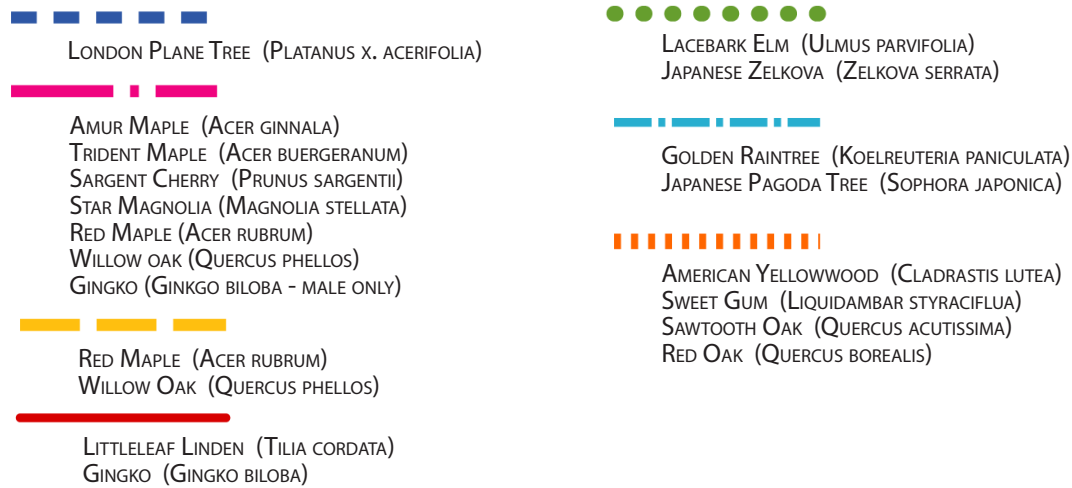 London Plane Tree (Platanus x. acerifolia)
Amur Maple (Acer ginnala)
Trident Maple (Acer buergeranum)
Sargent Cherry (Prunus sargentii)
Star Magnolia (Magnolia stellata)
Red Maple (Acer rubrum)
Willow oak (Quercus phellos)
Gingko (Ginkgo biloba - male only)
Red Maple (Acer rubrum)
Willow Oak (Quercus phellos)
Littleleaf Linden (Tilia cordata)
Gingko (Gingko biloba)
Lacebark Elm (Ulmus parvifolia)
Japanese Zelkova (Zelkova serrata)
Golden Raintree (Koelreuteria paniculata)
Japanese Pagoda Tree (Sophora japonica)
American Yellowwood (Cladrastis lutea)
Sweet Gum (Liquidambar styraciflua)
Sawtooth Oak (Quercus acutissima)
Red Oak (Quercus borealis)